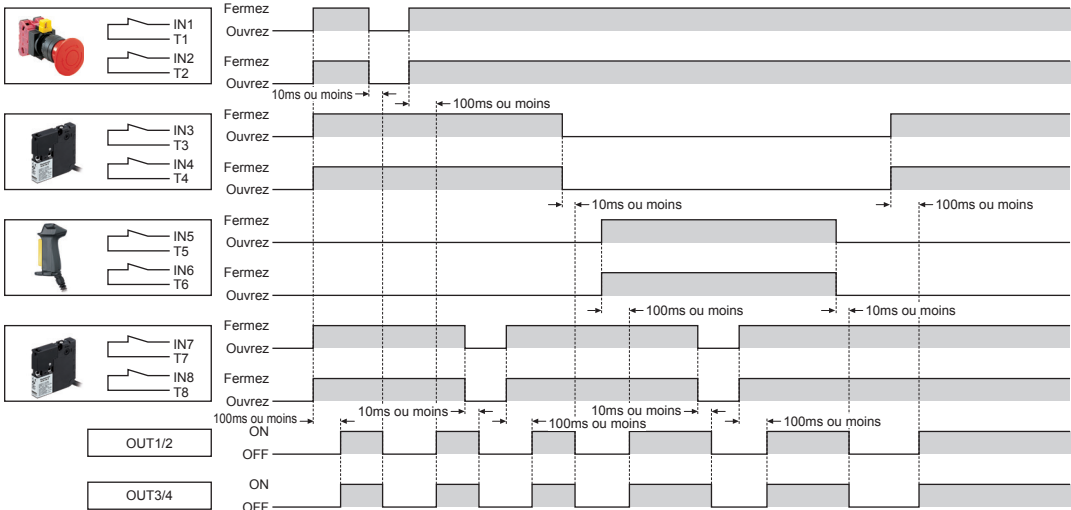 Fermez
IN1
Ouvrez
T1
Fermez
IN2
T2
Ouvrez
10ms ou moins
100ms ou moins
Fermez
IN3
Ouvrez
T3
Fermez
IN4
T4
Ouvrez
10ms ou moins
100ms ou moins
Fermez
IN5
Ouvrez
T5
Fermez
IN6
T6
Ouvrez
100ms ou moins
10ms ou moins
Fermez
IN7
Ouvrez
T7
Fermez
IN8
T8
Ouvrez
100ms ou moins
10ms ou moins
100ms ou moins
10ms ou moins
100ms ou moins
ON
OUT1/2
OFF
ON
OUT3/4
OFF